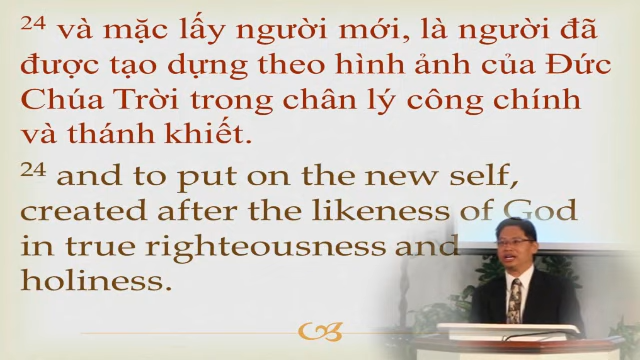 24 và mặc lấy người mới, là người đã
được tạo dựng theo hình ảnh của Đức
Chúa Trời trong chân lý công chính
và thánh khiết.
24 and to put on the new self,
created after the likeness of God
in true righteousness and
holiness.